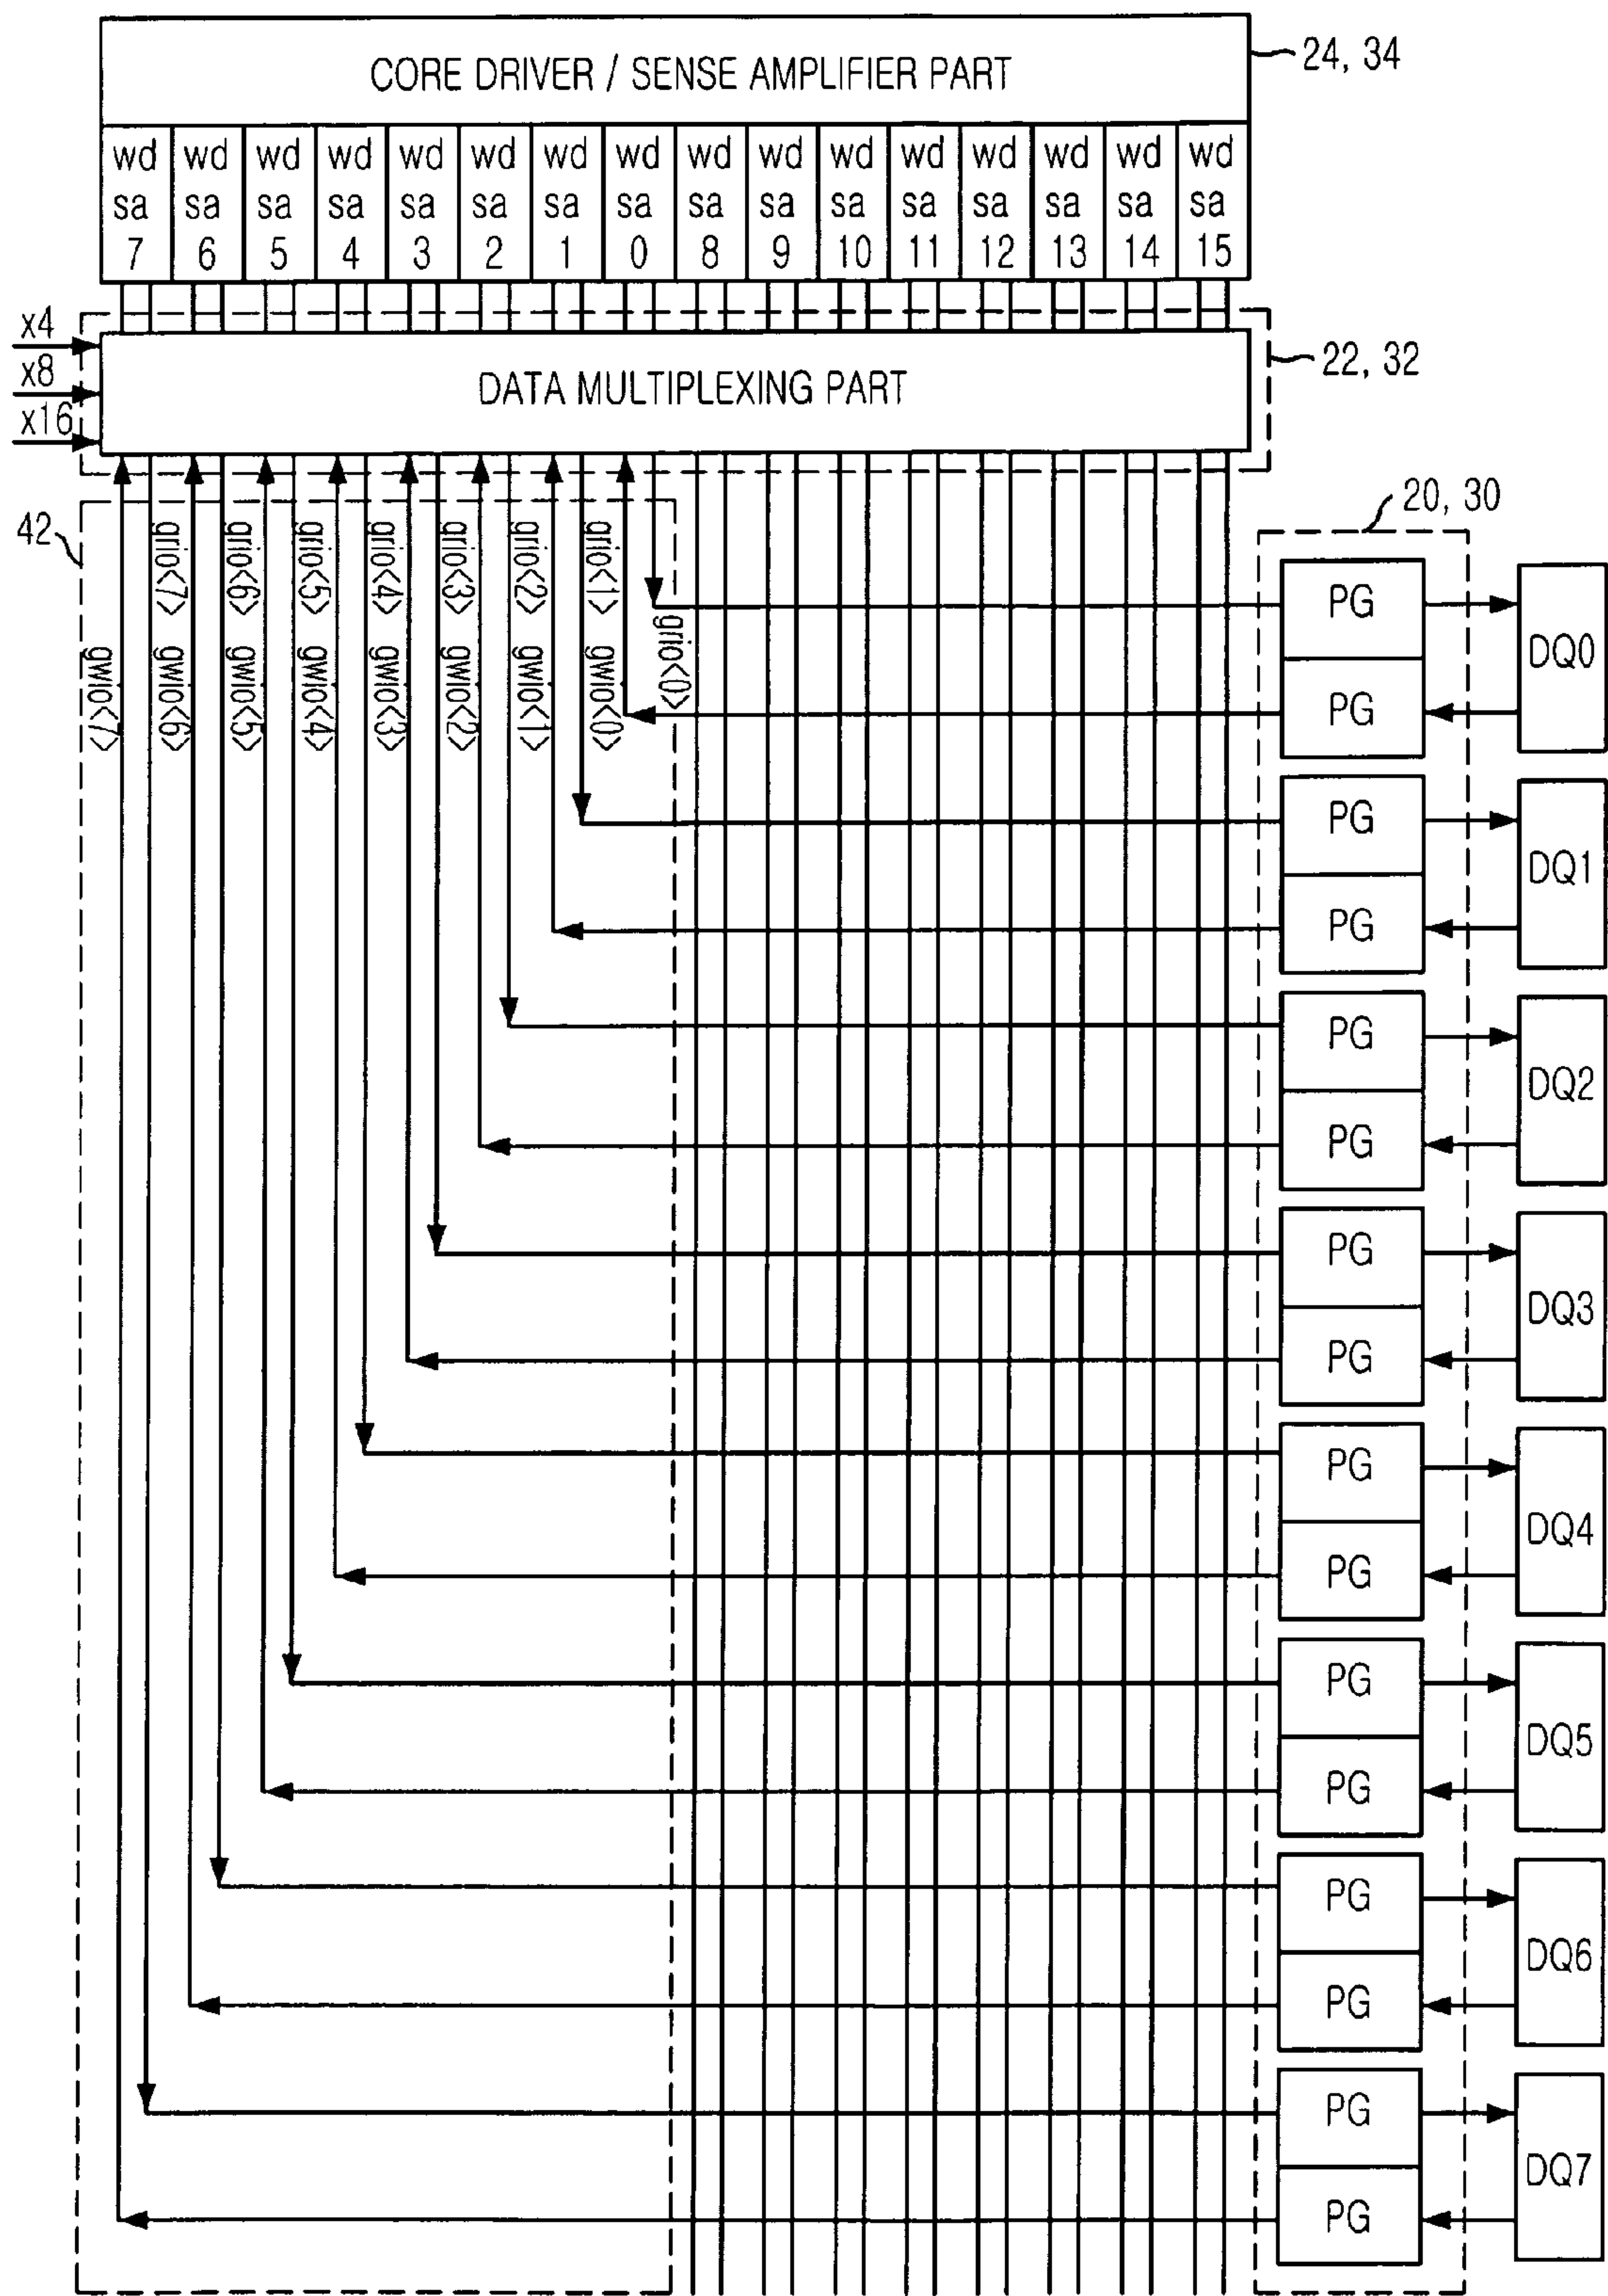 CORE DRIVER / SENSE AMPLIFIER PART
24, 34
wd wd wd wd wd wd wd wd wd wd wd wd wd wd wd wd
sa sa sa sa sa sa sa sa sa sa sa sa sa sa sa sa
7 6 5 4 3 2 1 0 8 9 10 11 12 13 14 15
x4
x8
x16
DATA MULTIPLEXING PART
22, 32
42
20, 30
grio<7> grio<6> grio<5> grio<4> grio<3> grio<2> grio<1>
grio<0>
gwio<7> gwio<6> gwio<5> gwio<4> gwio<3> gwio<2> gwio<1> gwio<0>
PG
DQ0
PG
PG
DQ1
PG
PG
DQ2
PG
PG
DQ3
PG
PG
DQ4
PG
PG
DQ5
PG
PG
DQ6
PG
PG
DQ7
PG